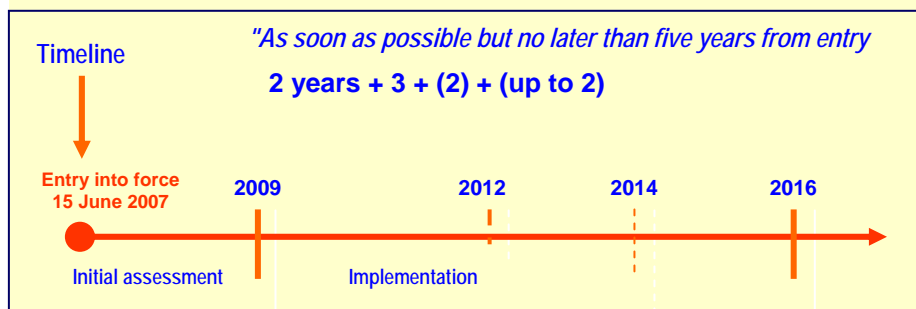 "As soon as possible but no later than five years from entry
Timeline
2 years + 3 + (2) + (up to 2)
Entry into force
15 June 2007
2009
2012
2014
2016
Initial assessment
Implementation